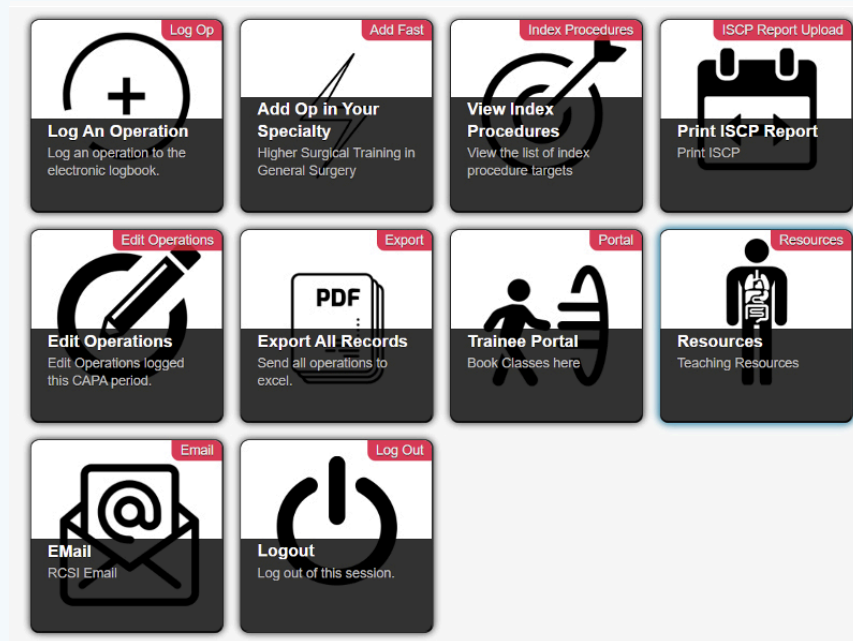 Log Op
Log An Operation
Log an operation to the
electronic logbook.
Add Fast
Add Op in Your
Specialty
Higher Surgical Training in
General Surgery
Index Procedures
View Index
Procedures
View the list of index
procedure targets
ISCP Report Upload
Print ISCP Report
Print ISCP
Edit Operations
Edit Operations
Edit Operations logged
this CAPA period.
Export
PDF
Export All Records
Send all operations to
excel.
Portal
Trainee Portal
Book Classes here
Resources
Resources
Teaching Resources
Email
@
EMail
RCSI Email
Log Out
Logout
Log out of this session.